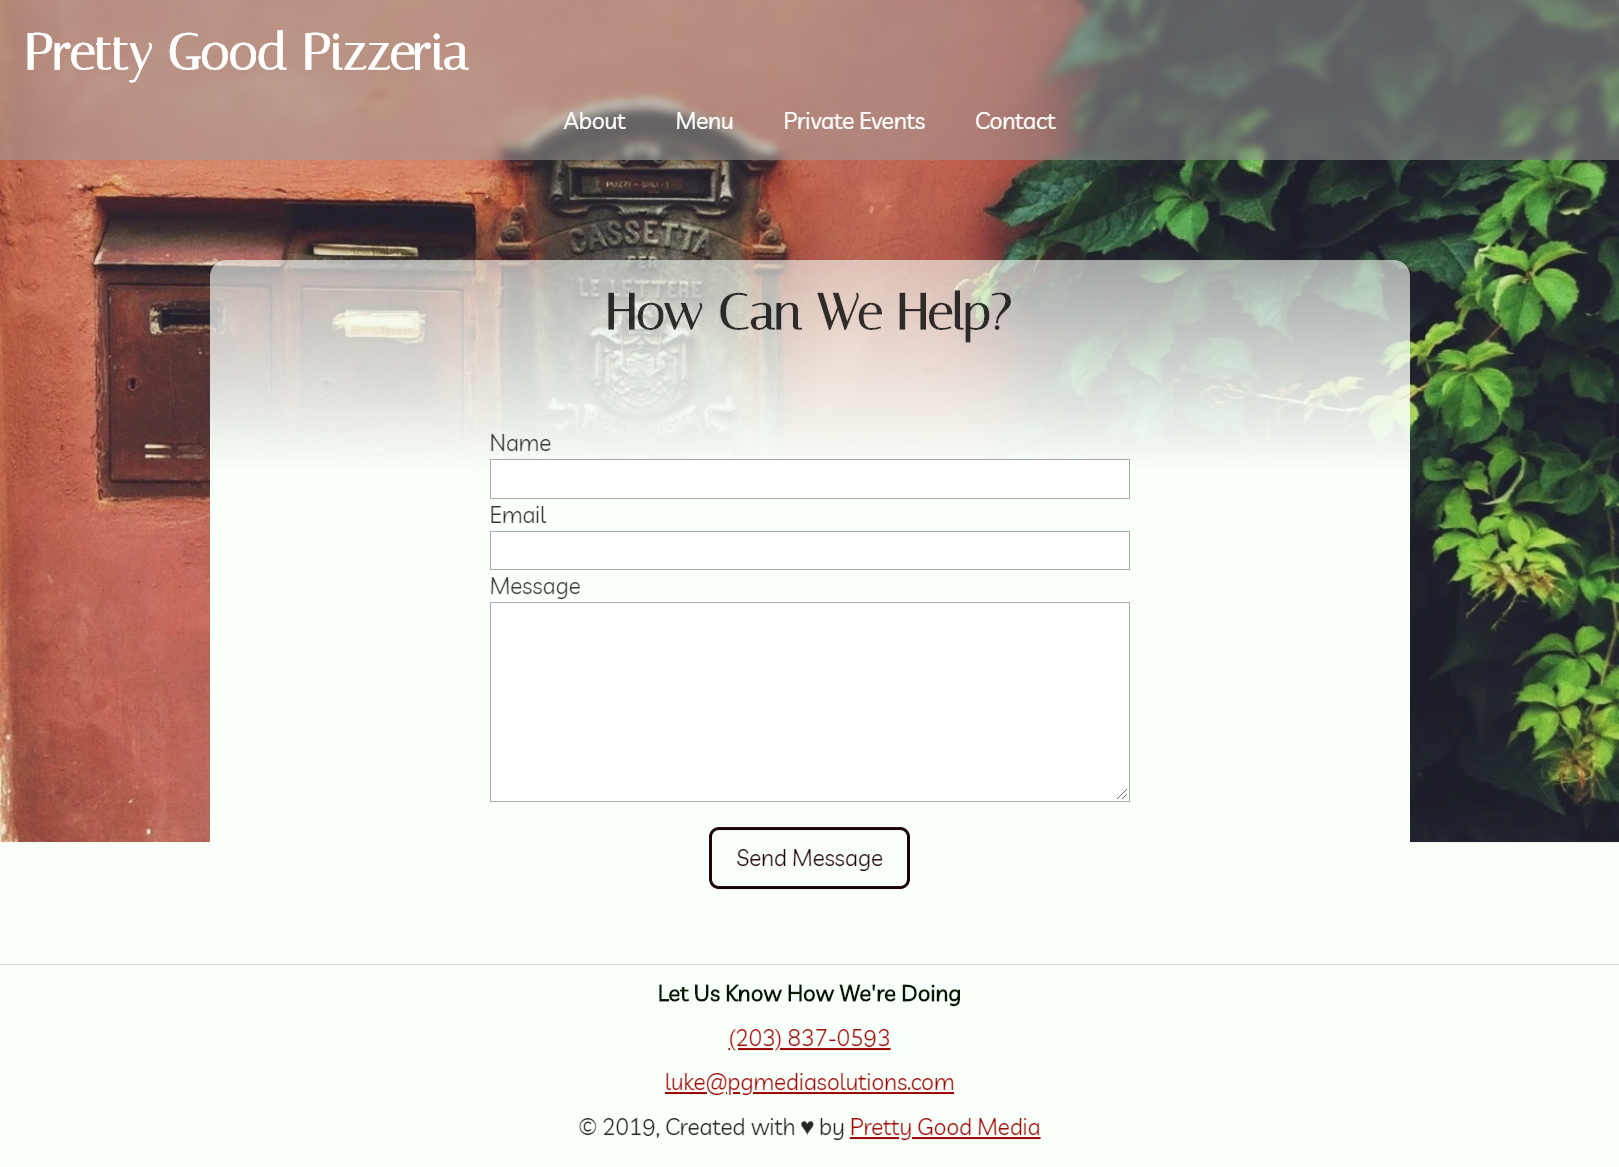 Pretty Good Pizzeria
About Menu Private Events Contact
POZZI - GILLI
CASSETTA
PER
LE LETTERE
How Can We Help?
Name
Email
Message
Send Message
Let Us Know How We're Doing
(203) 837-0593
luke@pgmediasolutions.com
© 2019, Created with ♥ by Pretty Good Media